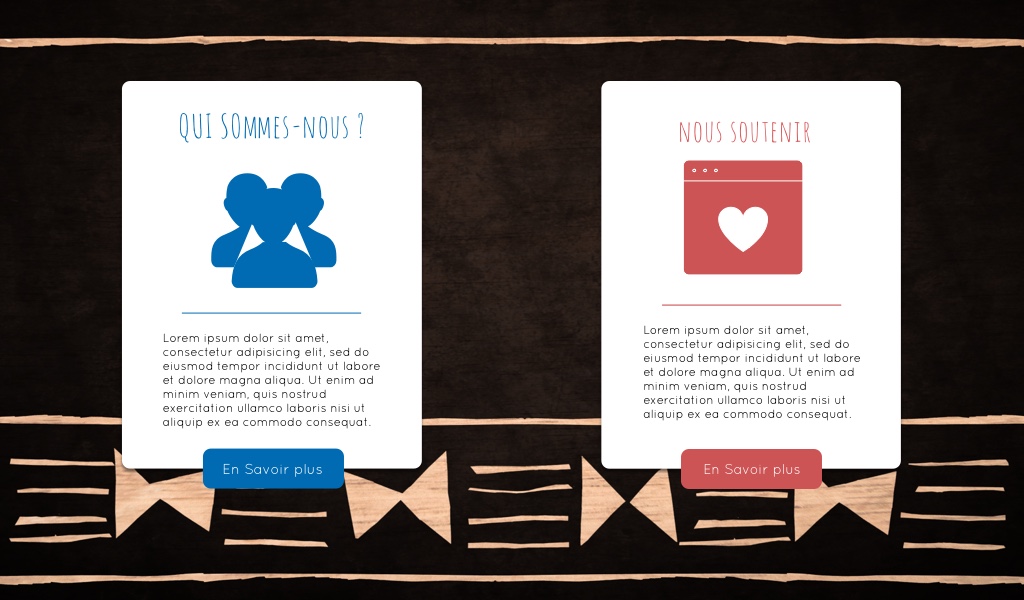 QUI SOMMES-NOUS ?
Lorem ipsum dolor sit amet,
consectetur adipisicing elit, sed do
eiusmod tempor incididunt ut labore
et dolore magna aliqua. Ut enim ad
minim veniam, quis nostrud
exercitation ullamco laboris nisi ut
aliquip ex ea commodo consequat.
En Savoir plus
NOUS SOUTENIR
Lorem ipsum dolor sit amet,
consectetur adipisicing elit, sed do
eiusmod tempor incididunt ut labore
et dolore magna aliqua. Ut enim ad
minim veniam, quis nostrud
exercitation ullamco laboris nisi ut
aliquip ex ea commodo consequat.
En Savoir plus